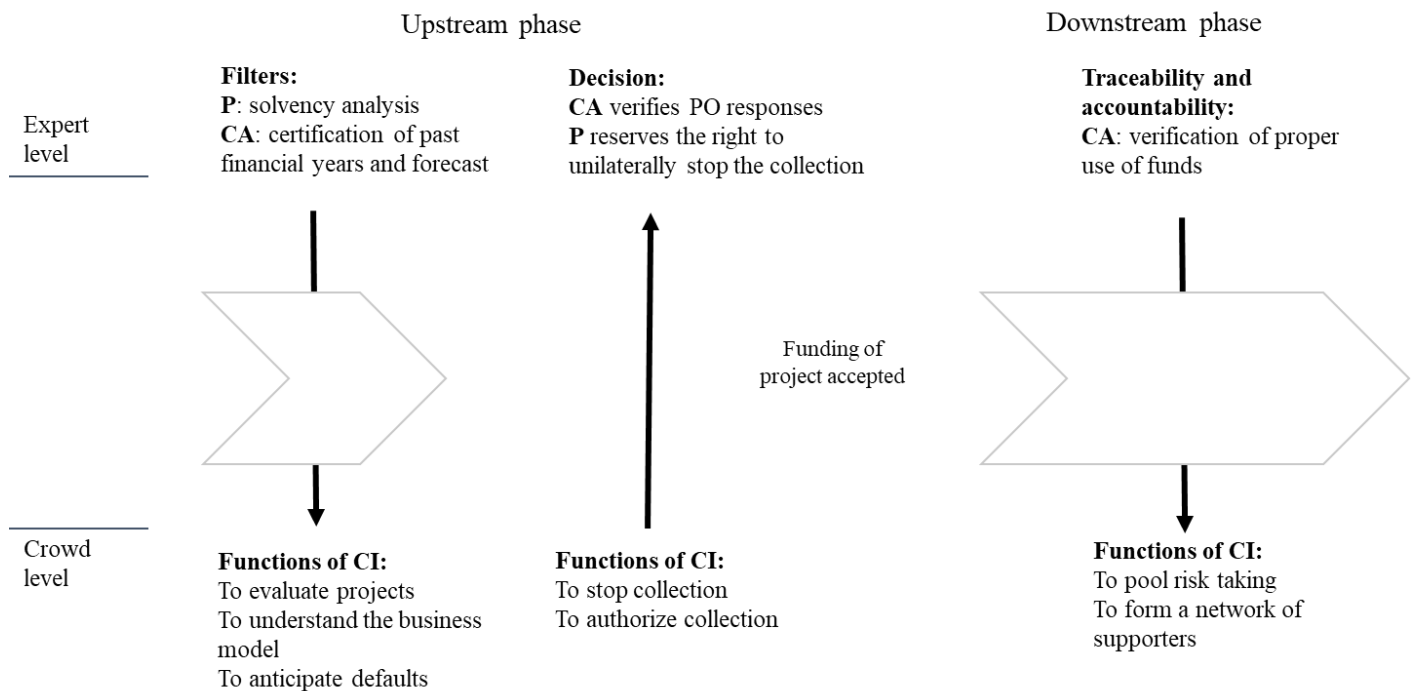 Upstream phase
Downstream phase
Expert
level
Filters:
P: solvency analysis
CA: certification of past
financial years and forecast
Decision:
CA verifies PO responses
P reserves the right to
unilaterally stop the collection
Traceability and
accountability:
CA: verification of proper
use of funds
Funding of
project accepted
Crowd
level
Functions of CI:
To evaluate projects
To understand the business
model
To anticipate defaults
Functions of CI:
To stop collection
To authorize collection
Functions of CI:
To pool risk taking
To form a network of
supporters